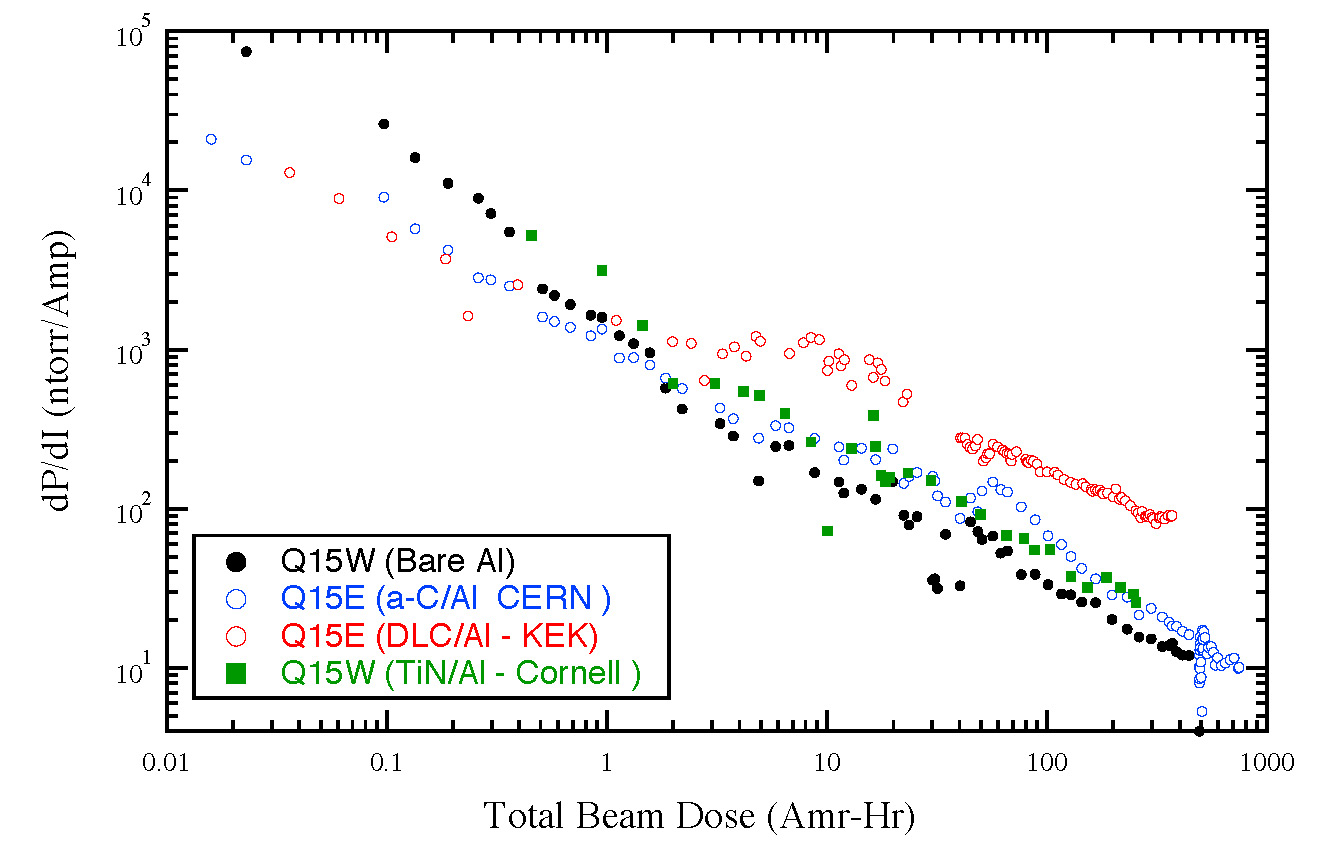 10^5
10^4
10^3
10^2
10^1
dP/dI (ntorr/Amp)
Q15W (Bare Al)
Q15E (a-C/Al  CERN )
Q15E (DLC/Al - KEK)
Q15W (TiN/Al - Cornell )
0.01 0.1 1 10 100 1000
Total Beam Dose (Amr-Hr)